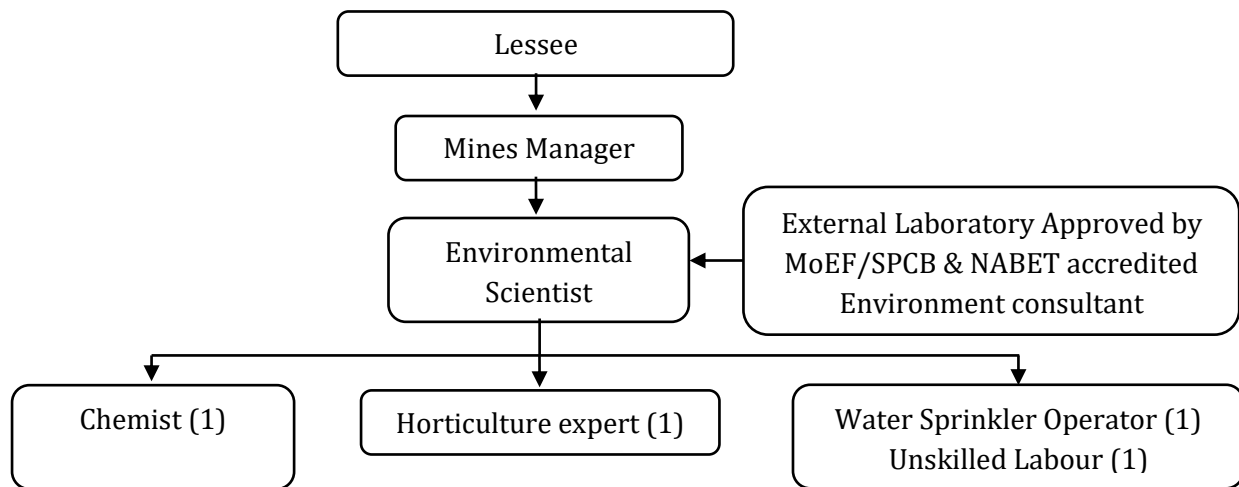 Lessee
Mines Manager
Environmental
Scientist
External Laboratory Approved by
MoEF/SPCB & NABET accredited
Environment consultant
Chemist (1)
Horticulture expert (1)
Water Sprinkler Operator (1)
Unskilled Labour (1)